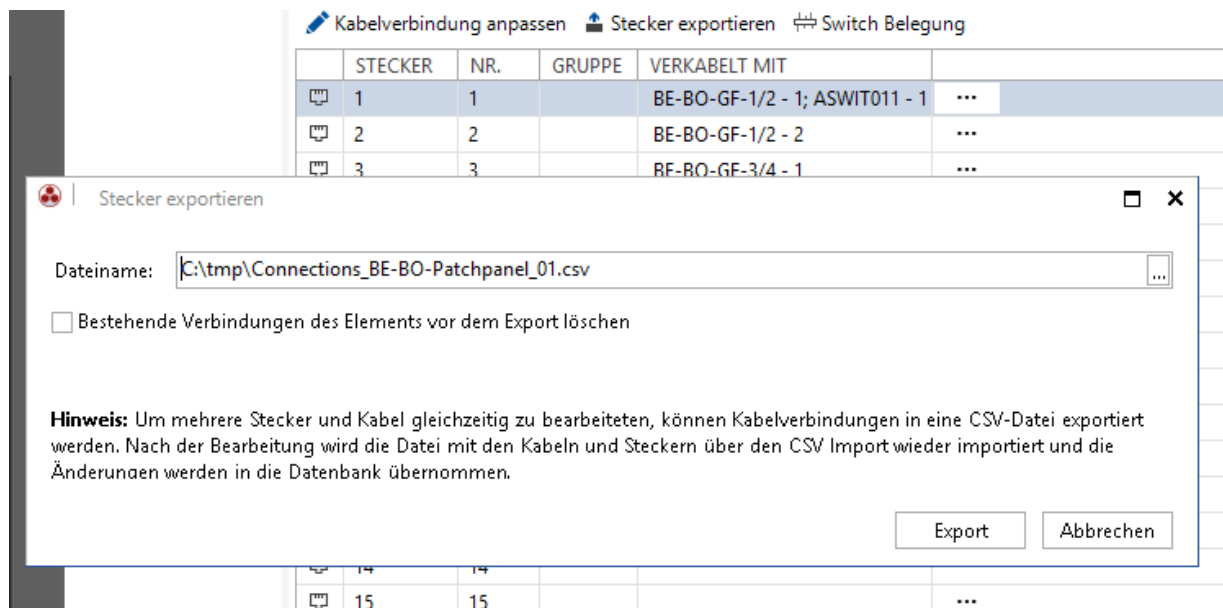 Kabelverbindung anpassen Stecker exportieren Switch Belegung
STECKER NR. GRUPPE VERKABELT MIT
1 1 BE-BO-GF-1/2 - 1; ASWIT011 - 1 ...
2 2 BE-BO-GF-1/2 - 2 ...
3 3 BE-BO-GF-3/4 - 1 ...
Stecker exportieren
Dateiname: C:\tmp\Connections_BE-BO-Patchpanel_01.csv ...
Bestehende Verbindungen des Elements vor dem Export löschen
Hinweis: Um mehrere Stecker und Kabel gleichzeitig zu bearbeiteten, können Kabelverbindungen in eine CSV-Datei exportiert
werden. Nach der Bearbeitung wird die Datei mit den Kabeln und Steckern über den CSV Import wieder importiert und die
Änderungen werden in die Datenbank übernommen.
Export Abbrechen
14 14
15 15 ...